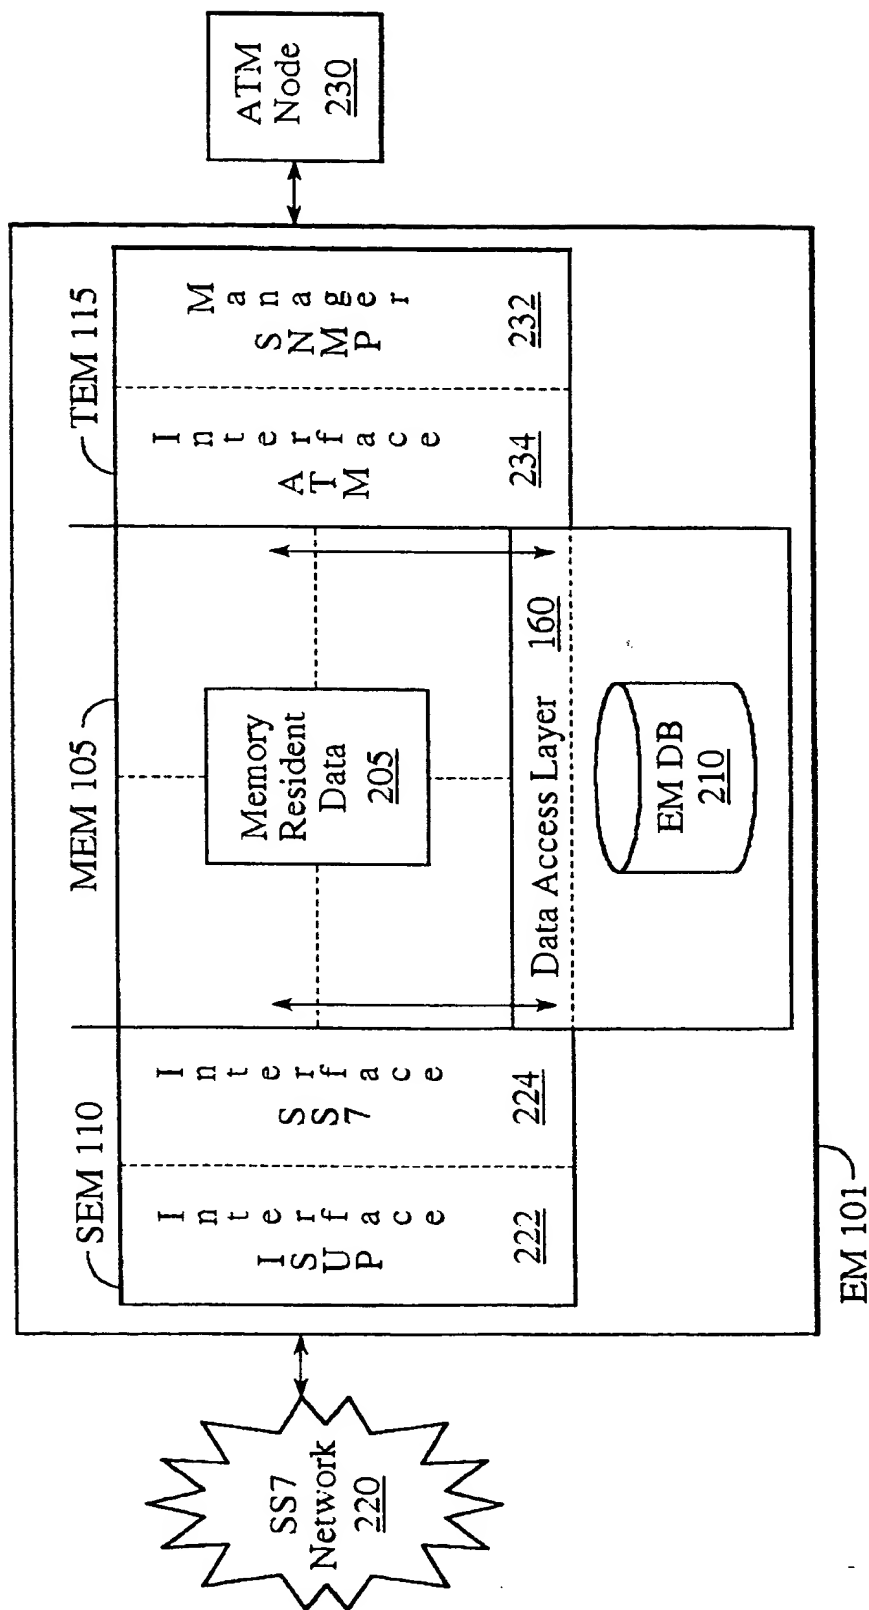 SEM 110
MEM 105
TEM 115
SS7
Network
220
ISUP
Interface
222
SS7
Interface
224
Memory
Resident
Data
205
Data Access Layer 160
EM DB
210
ATM
Interface
234
SNMP
Manager
232
ATM
Node
230
EM 101